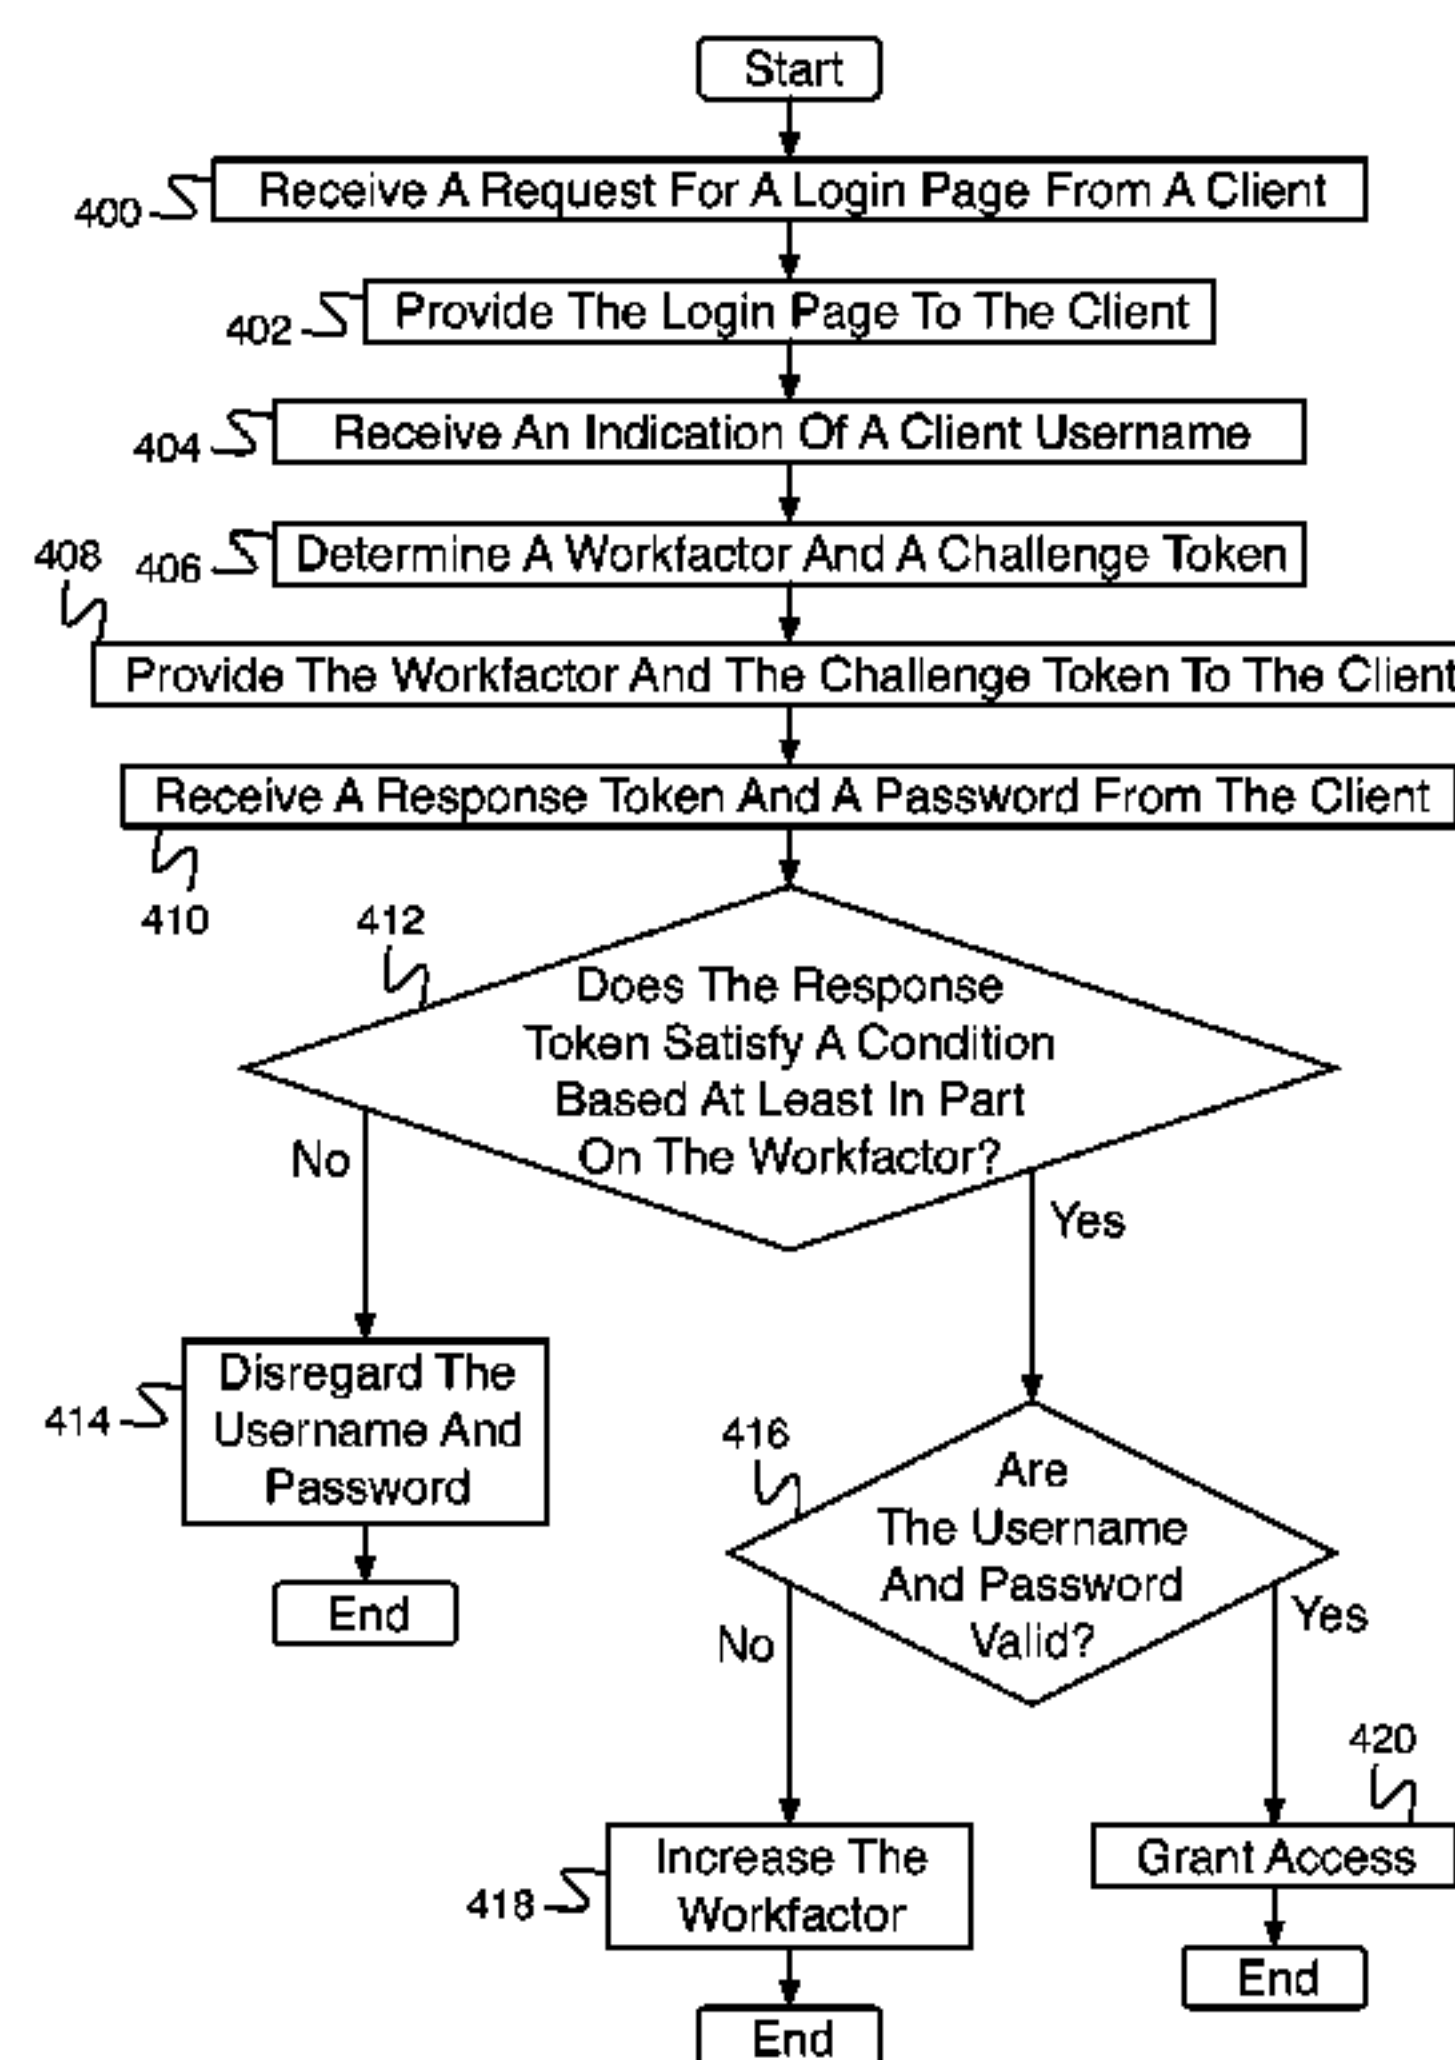 Start
400
Receive A Request For A Login Page From A Client
402
Provide The Login Page To The Client
404
Receive An Indication Of A Client Username
408
406
Determine A Workfactor And A Challenge Token
Provide The Workfactor And The Challenge Token To The Client
Receive A Response Token And A Password From The Client
410
412
Does The Response
Token Satisfy A Condition
Based At Least In Part
On The Workfactor?
No
Yes
414
Disregard The
Username And
Password
End
416
Are
The Username
And Password
Valid?
No
Yes
420
418
Increase The
Workfactor
Grant Access
End
End